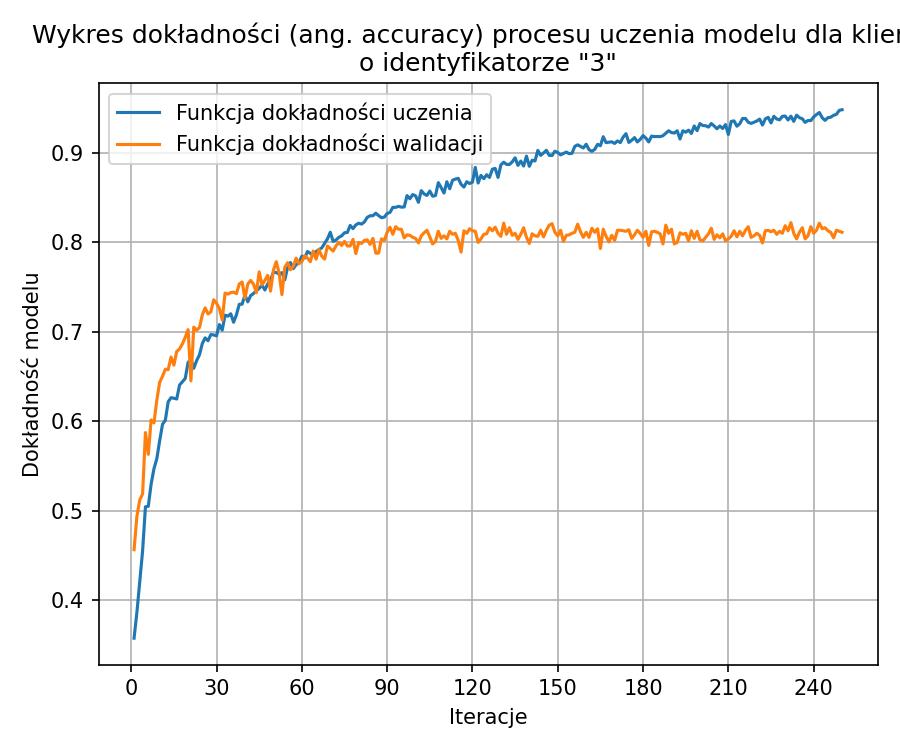 Wykres dokładności (ang. accuracy) procesu uczenia modelu dla
o identyfikatorze "3"
Funkcja dokładności uczenia
Funkcja dokładności walidacji
Dokładność modelu
0.9
0.8
0.7
0.6
0.5
0.4
0 30 60 90 120 150 180 210 240
Iteracje